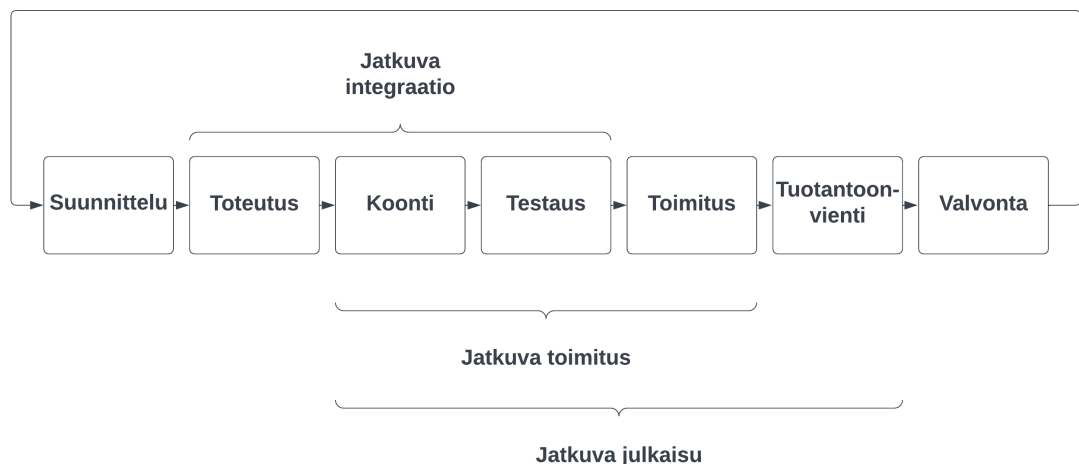 Jatkuva
integraatio
Suunnittelu
Toteutus
Koonti
Testaus
Toimitus
Tuotantoon-
vienti
Valvonta
Jatkuva toimitus
Jatkuva julkaisu